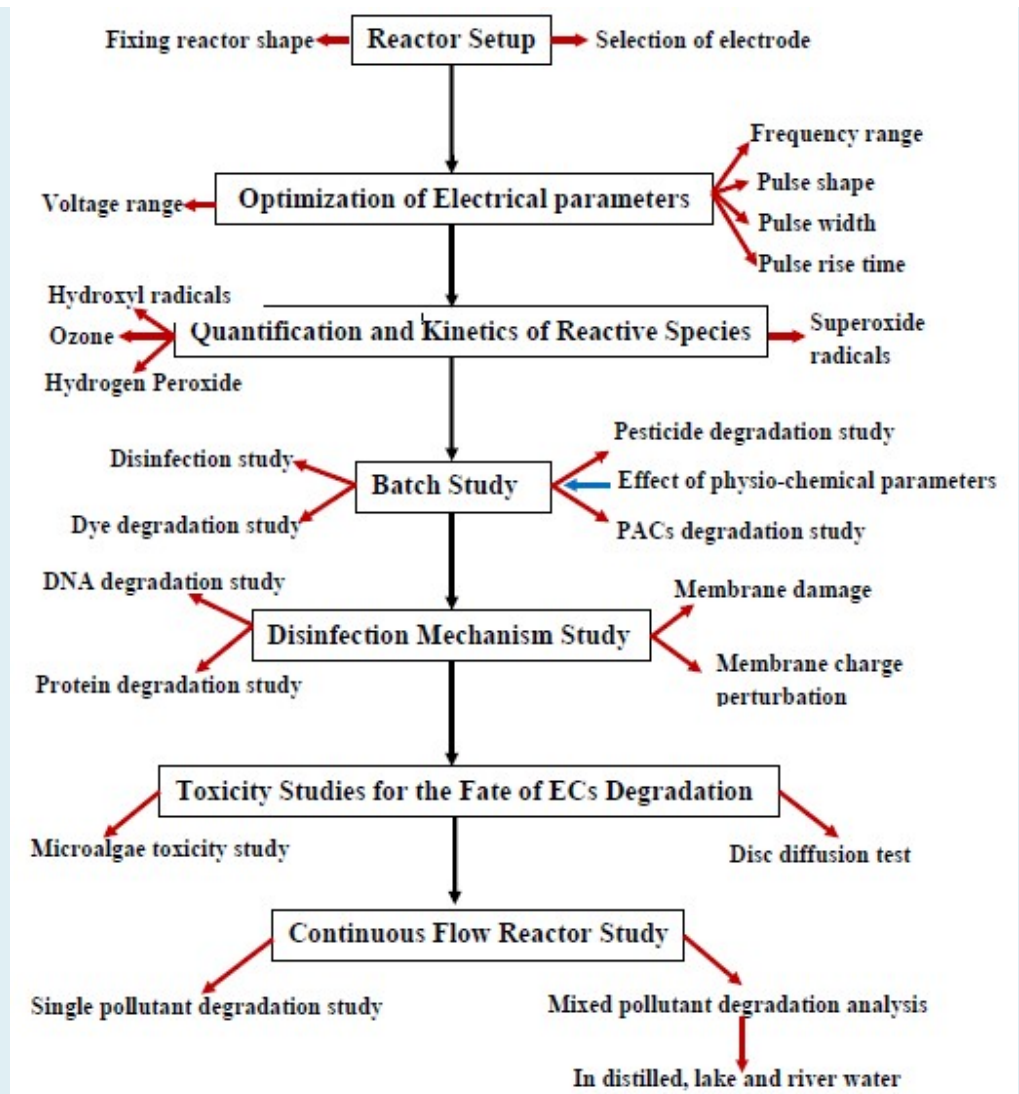 Fixing reactor shape
Reactor Setup
Selection of electrode
Frequency range
Pulse shape
Voltage range
Optimization of Electrical parameters
Pulse width
Pulse rise time
Hydroxyl radicals
Ozone
Quantification and Kinetics of Reactive Species
Superoxide
radicals
Hydrogen Peroxide
Disinfection study
Pesticide degradation study
Batch Study
Effect of physio-chemical parameters
Dye degradation study
PACs degradation study
DNA degradation study
Membrane damage
Disinfection Mechanism Study
Protein degradation study
Membrane charge
perturbation
Toxicity Studies for the Fate of ECs Degradation
Microalgae toxicity study
Disc diffusion test
Continuous Flow Reactor Study
Single pollutant degradation study
Mixed pollutant degradation analysis
In distilled, lake and river water